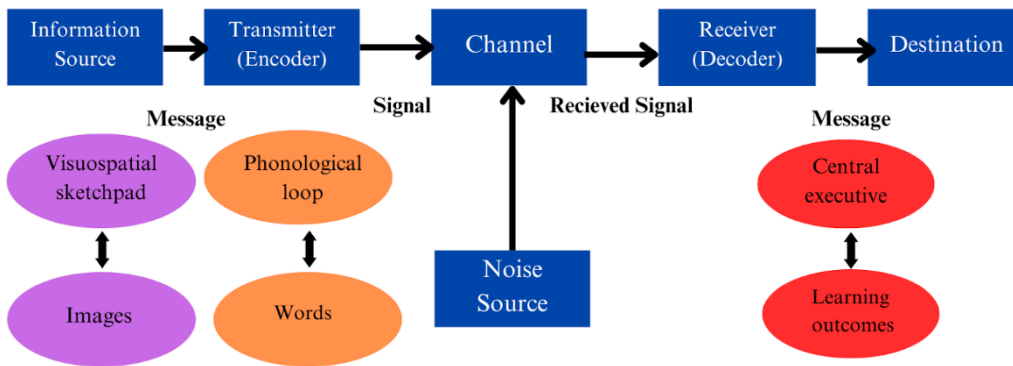 Information
Source
Transmitter
(Encoder)
Channel
Receiver
(Decoder)
Destination
Signal
Recieved Signal
Message
Message
Visuospatial
sketchpad
Phonological
loop
Central
executive
Noise
Source
Images
Words
Learning
outcomes